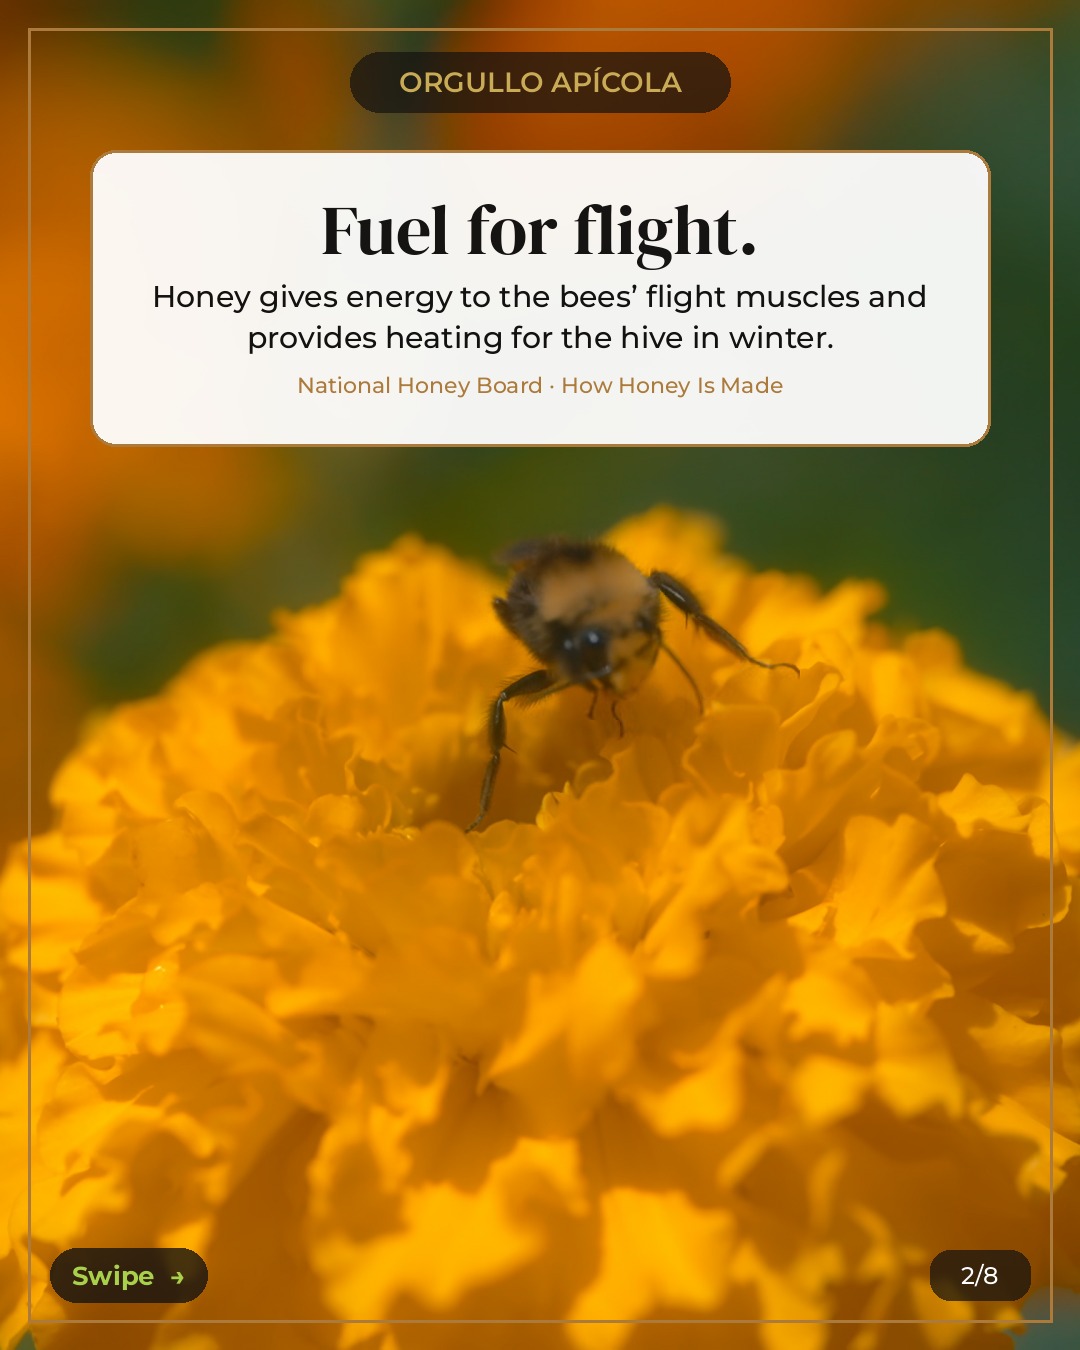 ORGULLO APÍCOLA
Fuel for flight.
Honey gives energy to the bees’ flight muscles and
provides heating for the hive in winter.
National Honey Board · How Honey Is Made
Swipe →
2/8